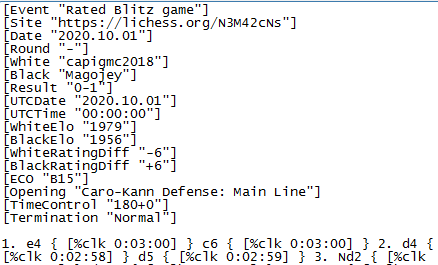 [Event "Rated Blitz game"]
[Site "https://lichess.org/N3M42cNs"]
[Date "2020.10.01"]
[Round "-"]
[White "capigmc2018"]
[Black "Magojey"]
[Result "0-1"]
[UTCDate "2020.10.01"]
[UTCTime "00:00:00"]
[WhiteElo "1979"]
[BlackElo "1956"]
[WhiteRatingDiff "-6"]
[BlackRatingDiff "+6"]
[ECO "B15"]
[Opening "Caro-Kann Defense: Main Line"]
[TimeControl "180+0"]
[Termination "Normal"]

1. e4 { [%clk 0:03:00] } c6 { [%clk 0:03:00] } 2. d4 {
[%clk 0:02:58] } d5 { [%clk 0:02:59] } 3. Nd2 { [%clk